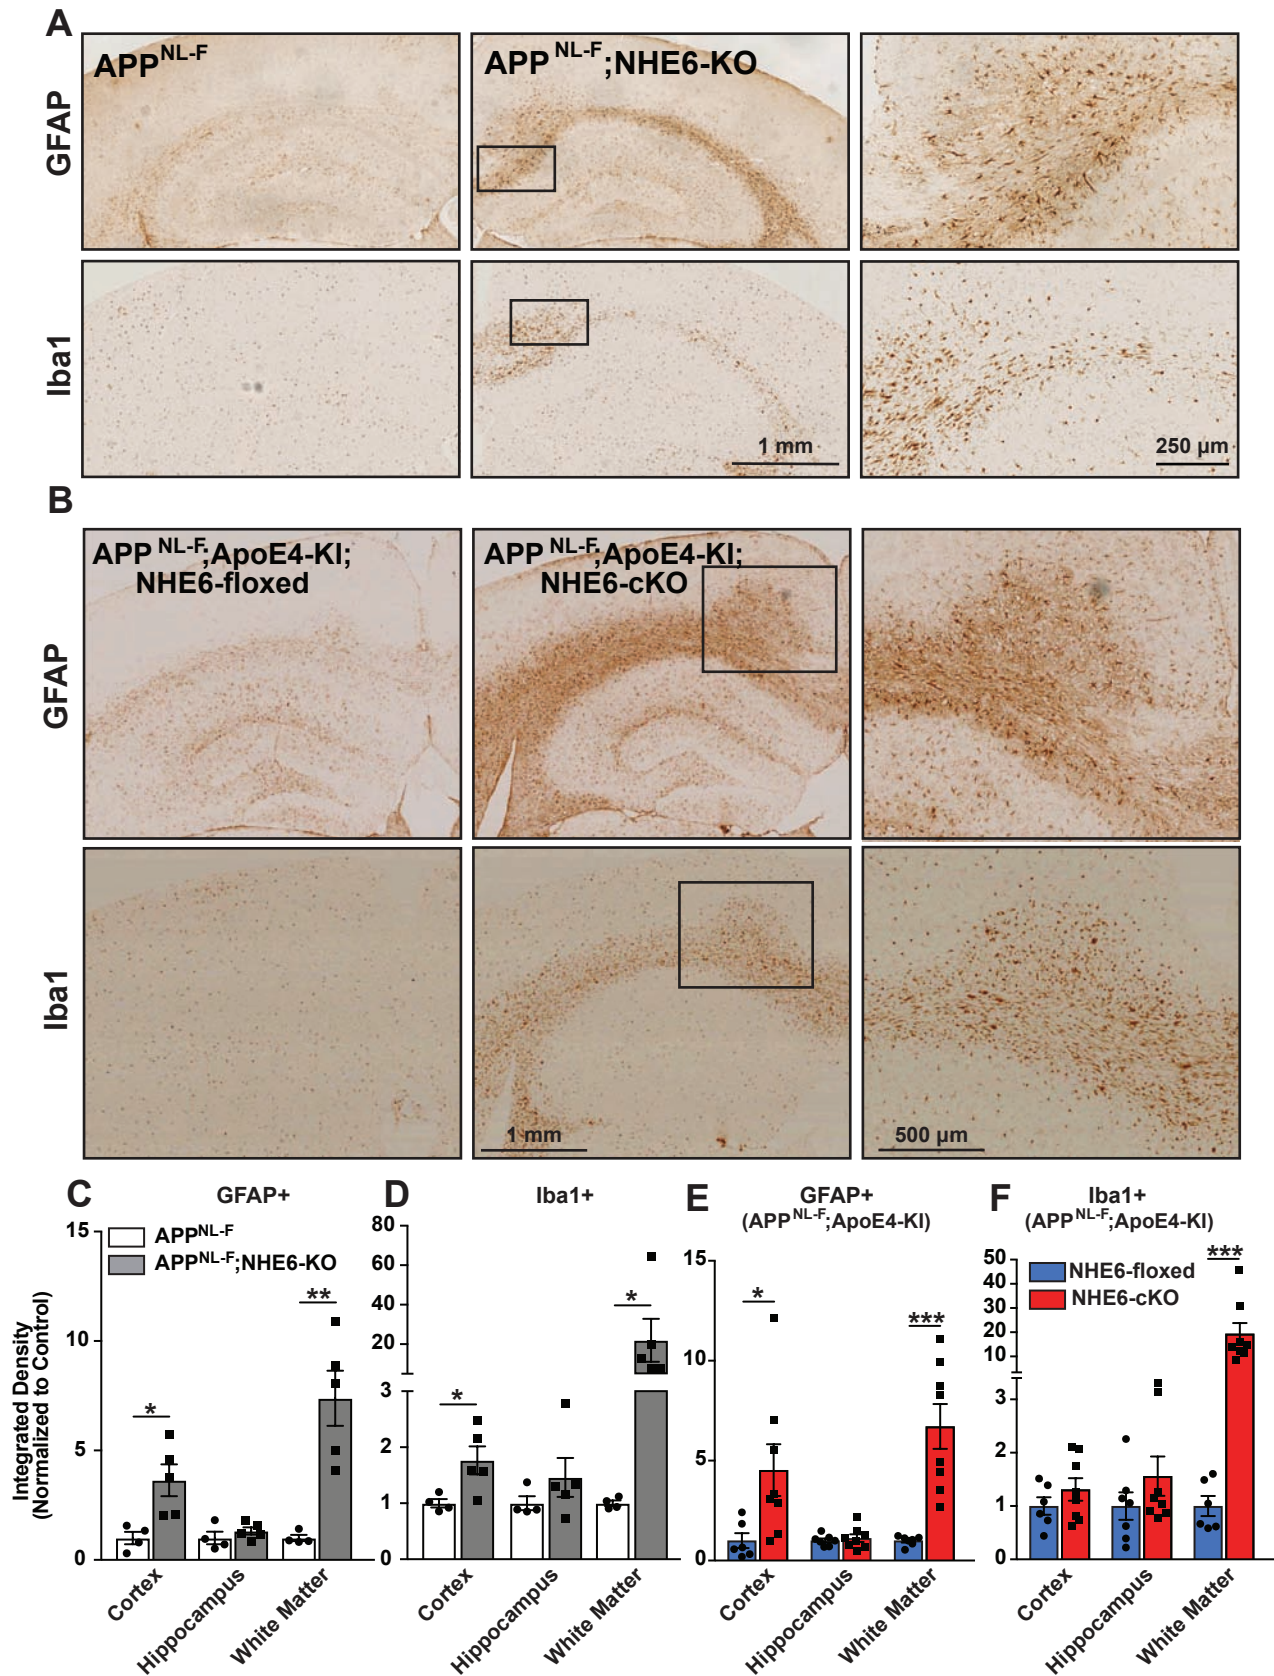 A
APP NL-F
APP NL-F ;NHE6-KO
GFAP
Iba1
1 mm
250 µm
B
APP NL-F;ApoE4-KI;
NHE6-floxed
APP NL-F;ApoE4-KI;
NHE6-cKO
GFAP
Iba1
1 mm
500 µm
C
GFAP+
Integrated Density
(Normalized to Control)
15
10
5
0
APP NL-F
APP NL-F;NHE6-KO
*
**
Cortex
Hippocampus
White Matter
D
Iba1+
80
60
40
20
3
2
1
0
*
*
Cortex
Hippocampus
White Matter
E
GFAP+
(APP NL-F;ApoE4-KI)
15
10
5
0
*
***
Cortex
Hippocampus
White Matter
F
Iba1+
(APP NL-F;ApoE4-KI)
50
40
30
20
10
3
2
1
0
NHE6-floxed
NHE6-cKO
***
Cortex
Hippocampus
White Matter